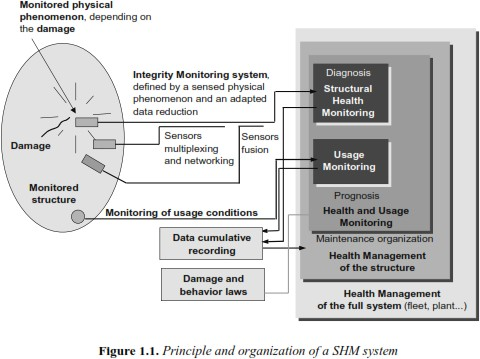 Monitored physical
phenomenon, depending on
the damage
Integrity Monitoring system,
defined by a sensed physical
phenomenon and an adapted
data reduction
Sensors
multiplexing
and networking
Sensors
fusion
Damage
Monitored
structure
Monitoring of usage conditions
Data cumulative
recording
Damage and
behavior laws
Diagnosis
Structural
Health
Monitoring
Usage
Monitoring
Prognosis
Health and Usage
Monitoring
Maintenance organization
Health Management
of the structure
Health Management
of the full system (fleet, plant...)
Figure 1.1. Principle and organization of a SHM system